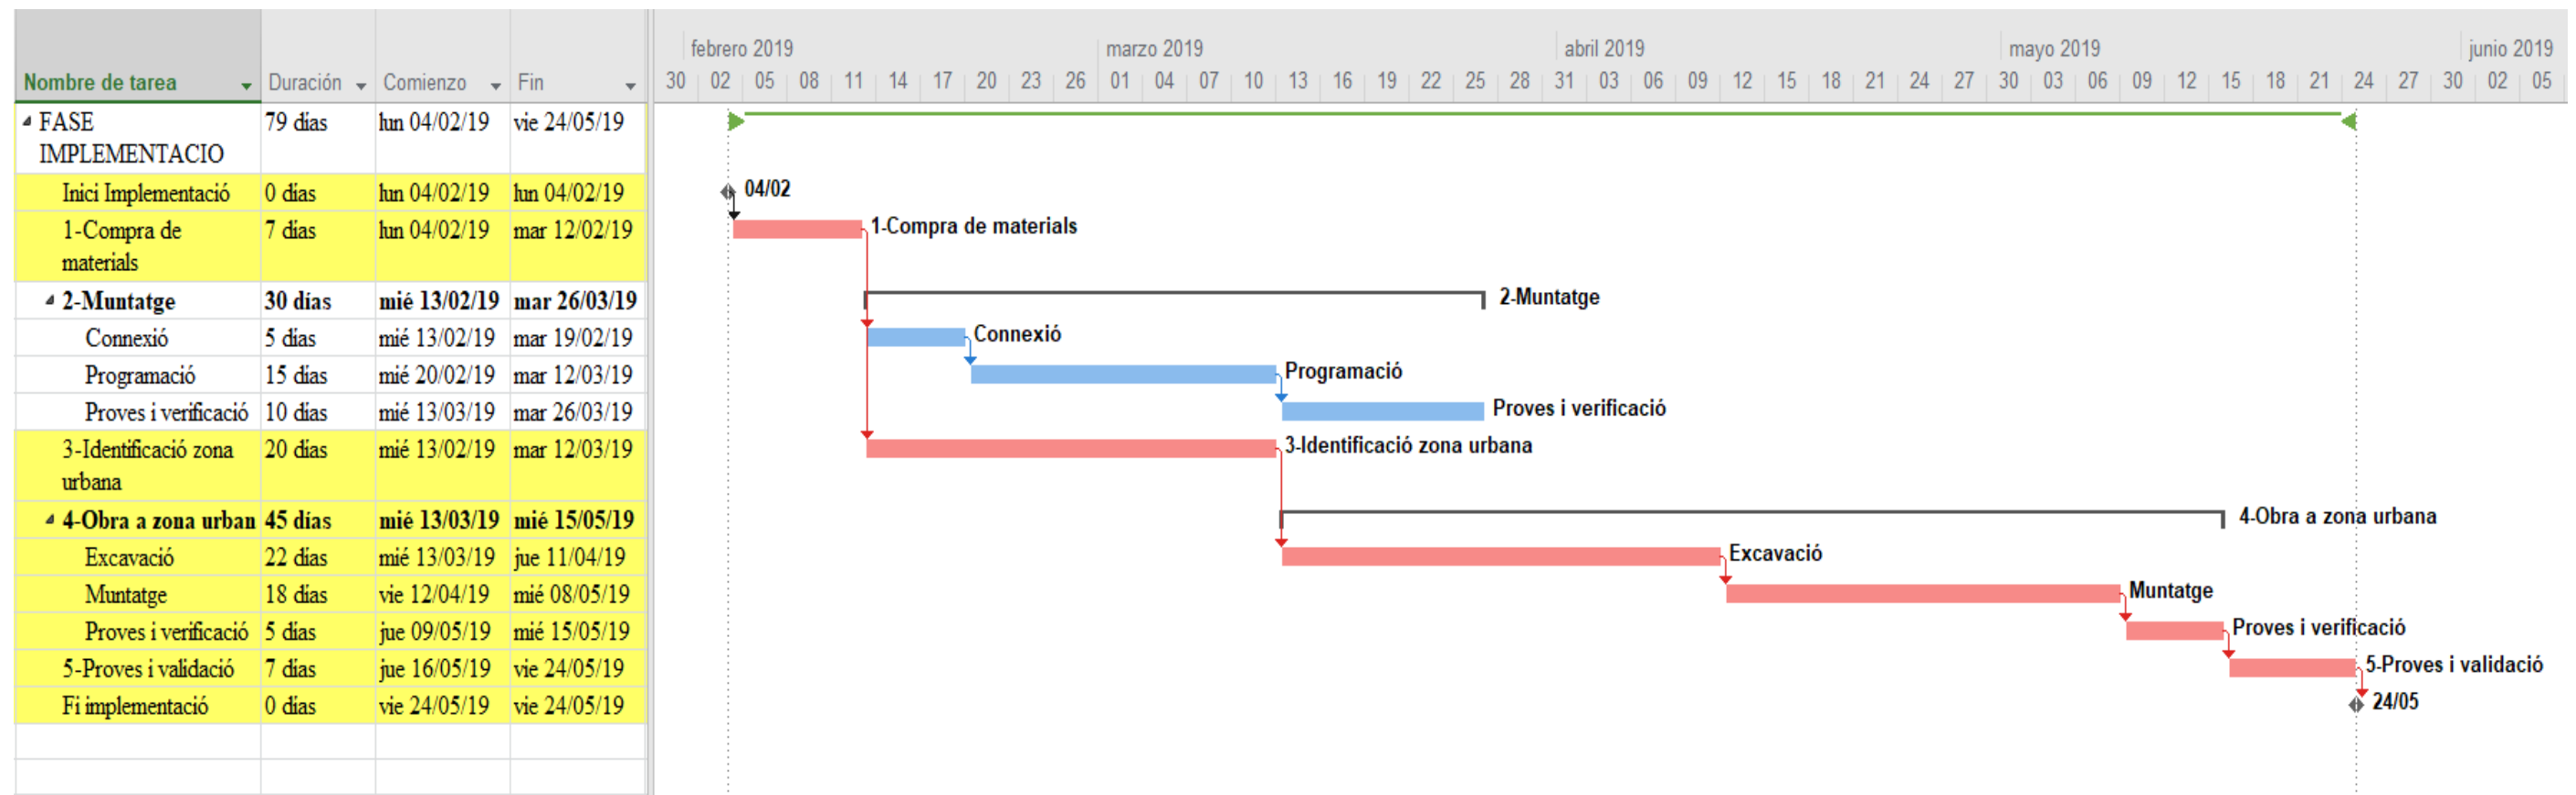 febrero 2019 marzo 2019 abril 2019 mayo 2019 junio 2019
Nombre de tarea Duración Comienzo Fin 30 02 05 08 11 14 17 20 23 26 01 04 07 10 13 16 19 22 25 28 31 03 06 09 12 15 18 21 24 27 30 03 06 09 12 15 18 21 24 27 30 02 05
FASE 79 días lun 04/02/19 vie 24/05/19
IMPLEMENTACIO
Inici Implementació 0 días lun 04/02/19 lun 04/02/19 04/02
1-Compra de 7 días lun 04/02/19 mar 12/02/19 1-Compra de materials
materials
2-Muntatge 30 días mié 13/02/19 mar 26/03/19 2-Muntatge
Connexió 5 días mié 13/02/19 mar 19/02/19 Connexió
Programació 15 días mié 20/02/19 mar 12/03/19 Programació
Proves i verificació 10 días mié 13/03/19 mar 26/03/19 Proves i verificació
3-Identificació zona 20 días mié 13/02/19 mar 12/03/19 3-Identificació zona urbana
urbana
4-Obra a zona urban 45 días mié 13/03/19 mié 15/05/19 4-Obra a zona urbana
Excavació 22 días mié 13/03/19 jue 11/04/19 Excavació
Muntatge 18 días vie 12/04/19 mié 08/05/19 Muntatge
Proves i verificació 5 días jue 09/05/19 mié 15/05/19 Proves i verificació
5-Proves i validació 7 días jue 16/05/19 vie 24/05/19 5-Proves i validació
Fi implementació 0 días vie 24/05/19 vie 24/05/19 24/05